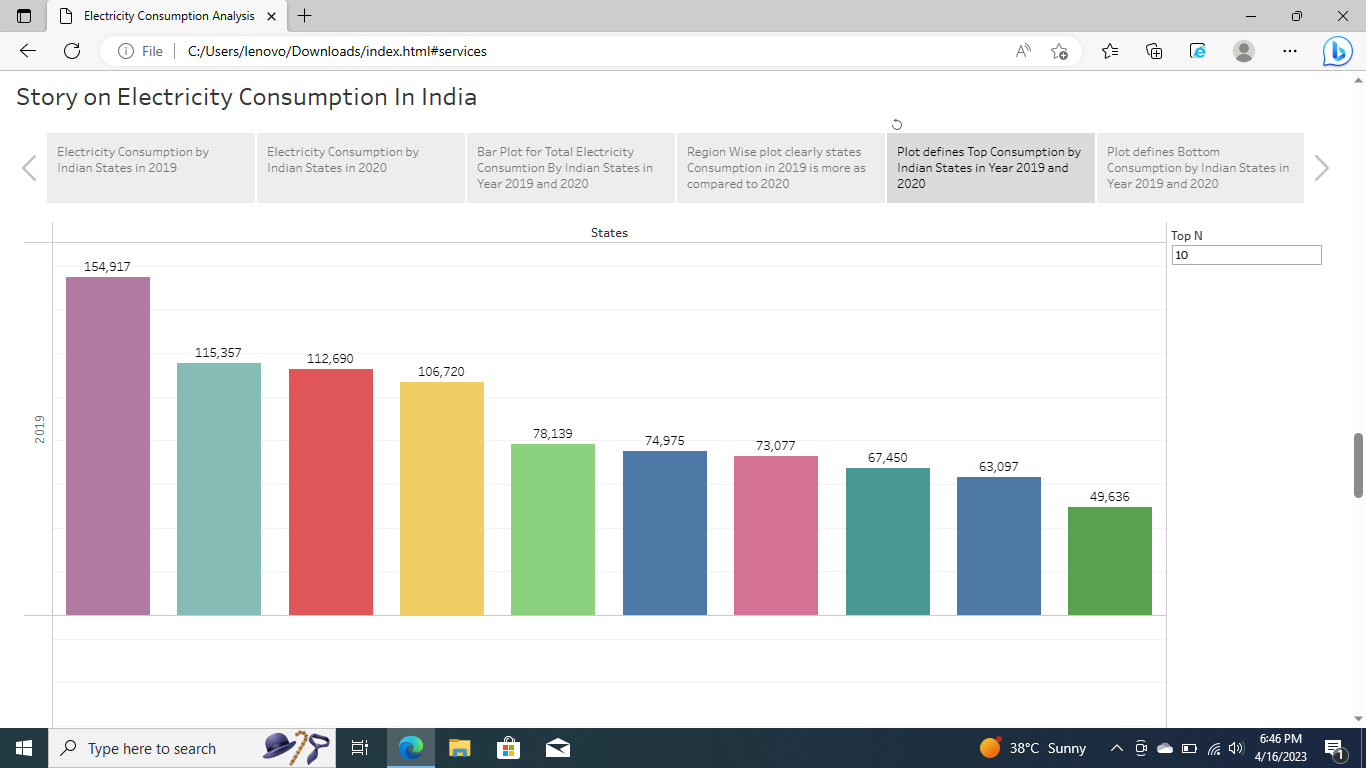 Electricity Consumption Analysis
File
C:/Users/lenovo/Downloads/index.html#services
Story on Electricity Consumption In India
Electricity Consumption by
Indian States in 2019
Electricity Consumption by
Indian States in 2020
Bar Plot for Total Electricity
Consumtion By Indian States in
Year 2019 and 2020
Region Wise plot clearly states
Consumption in 2019 is more as
compared to 2020
Plot defines Top Consumption by
Indian States in Year 2019 and
2020
Plot defines Bottom
Consumption by Indian States in
Year 2019 and 2020
States
Top N
10
2019
154,917
115,357
112,690
106,720
78,139
74,975
73,077
67,450
63,097
49,636
Type here to search
38°C Sunny
6:46 PM
4/16/2023
1